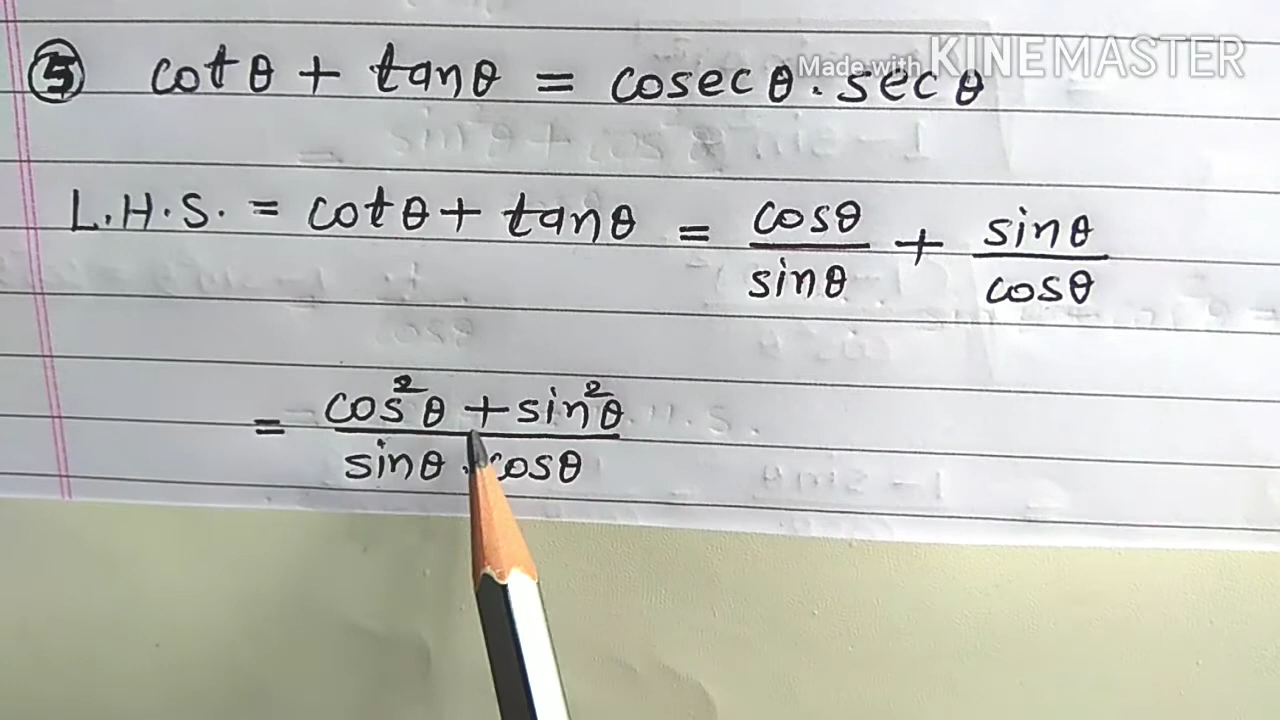 Made with KINEMASTER
⑤ cotθ + tanθ = cosecθ . secθ
L.H.S. = cotθ + tanθ = cosθ/sinθ + sinθ/cosθ
= cos²θ + sin²θ / sinθ . cosθ